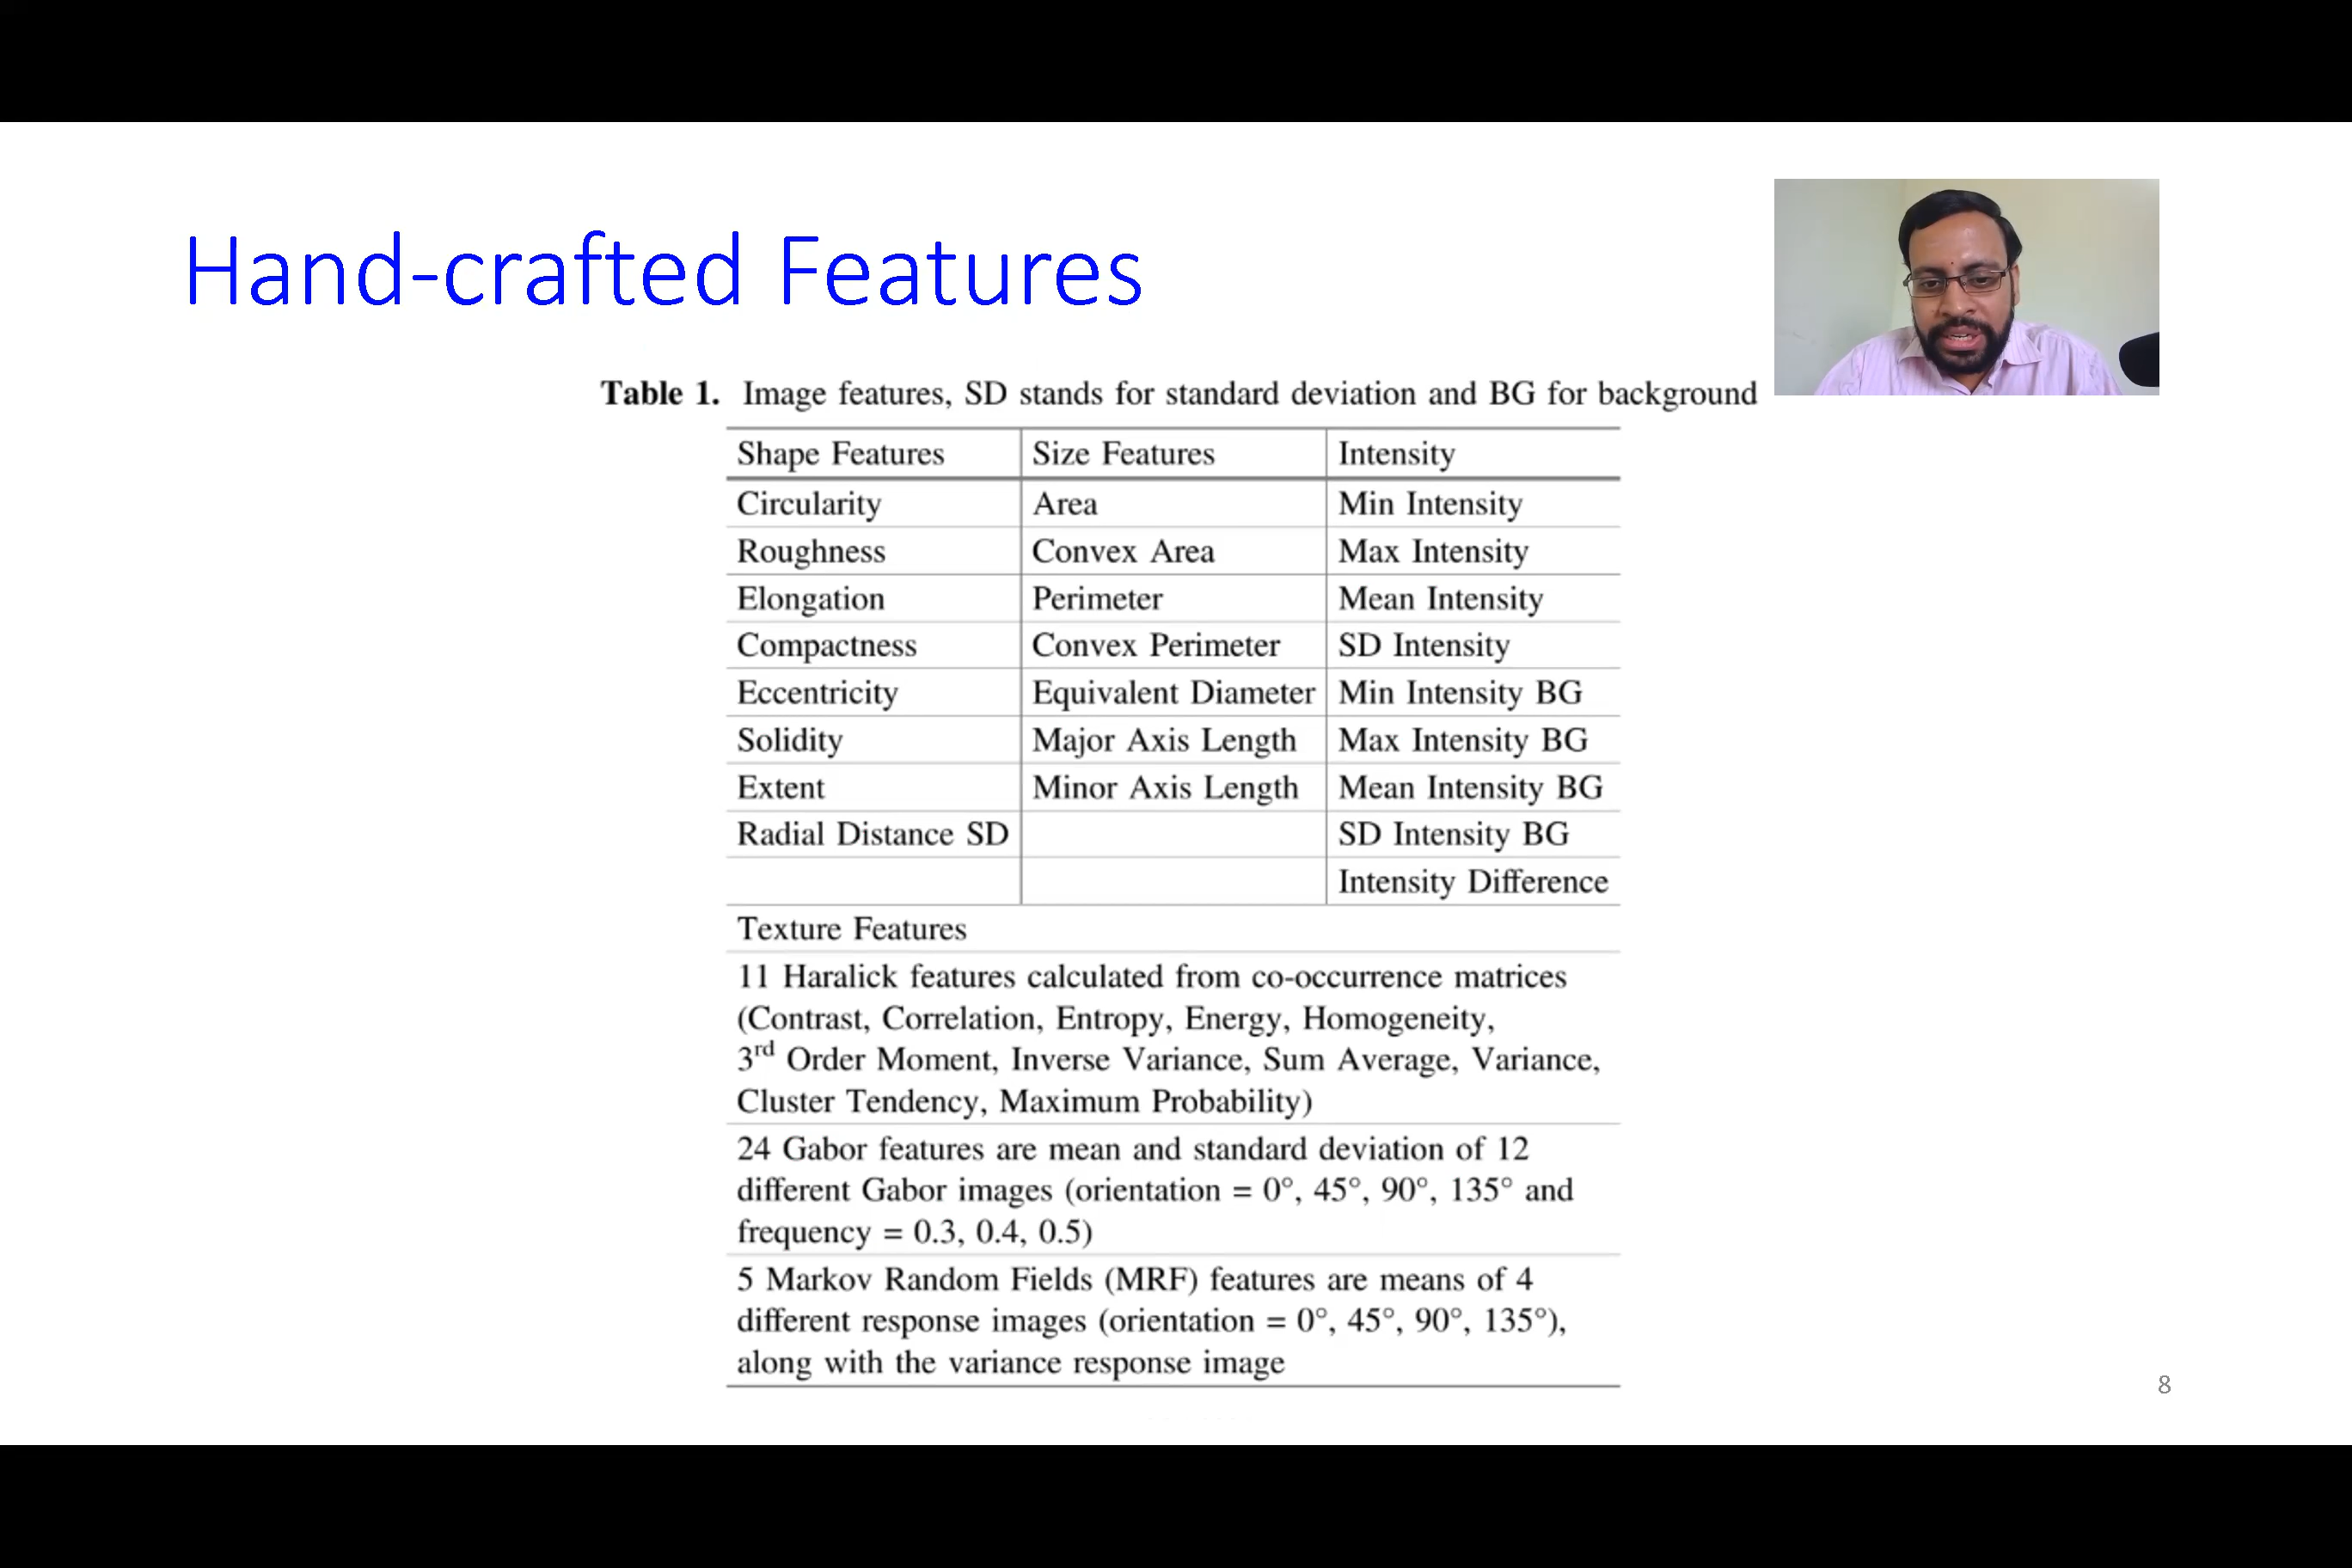 Hand-crafted Features
Table 1. Image features, SD stands for standard deviation and BG for background
Shape Features Size Features Intensity
Circularity Area Min Intensity
Roughness Convex Area Max Intensity
Elongation Perimeter Mean Intensity
Compactness Convex Perimeter SD Intensity
Eccentricity Equivalent Diameter Min Intensity BG
Solidity Major Axis Length Max Intensity BG
Extent Minor Axis Length Mean Intensity BG
Radial Distance SD SD Intensity BG
Intensity Difference
Texture Features
11 Haralick features calculated from co-occurrence matrices
(Contrast, Correlation, Entropy, Energy, Homogeneity,
3rd Order Moment, Inverse Variance, Sum Average, Variance,
Cluster Tendency, Maximum Probability)
24 Gabor features are mean and standard deviation of 12
different Gabor images (orientation = 0°, 45°, 90°, 135° and
frequency = 0.3, 0.4, 0.5)
5 Markov Random Fields (MRF) features are means of 4
different response images (orientation = 0°, 45°, 90°, 135°),
along with the variance response image
8